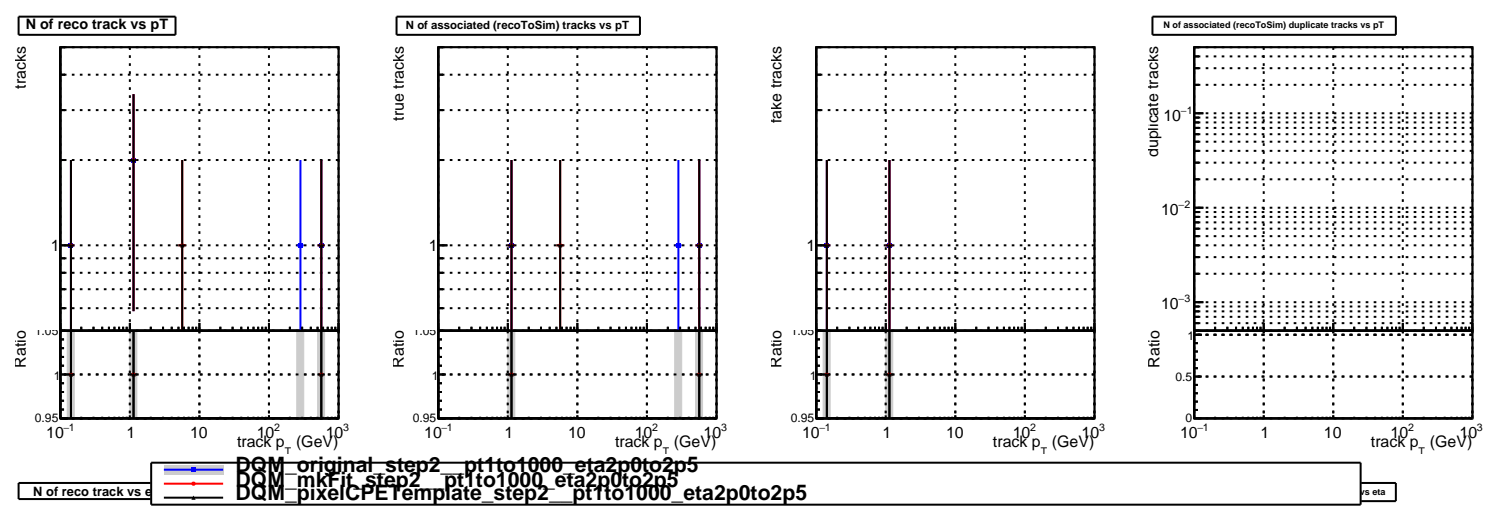 N of reco track vs pT
N of associated (recoToSim) tracks vs pT
N of associated (recoToSim) duplicate tracks vs pT
tracks
1
Ratio
1.05
1
0.95
10⁻¹ 1 10 10² 10³
track p_T (GeV)
true tracks
1
Ratio
1.05
1
0.95
10⁻¹ 1 10 10² 10³
track p_T (GeV)
fake tracks
1
Ratio
1.05
1
0.95
10⁻¹ 1 10 10² 10³
track p_T (GeV)
duplicate tracks
10⁻¹
10⁻²
10⁻³
Ratio
1
0.5
0
10⁻¹ 1 10 10² 10³
track p_T (GeV)
DQM_original_step2__pt1to1000_eta2p0to2p5
DQM_mkFit_step2__pt1to1000_eta2p0to2p5
DQM_pixelCPETemplate_step2__pt1to1000_eta2p0to2p5
N of reco track vs e
vs eta